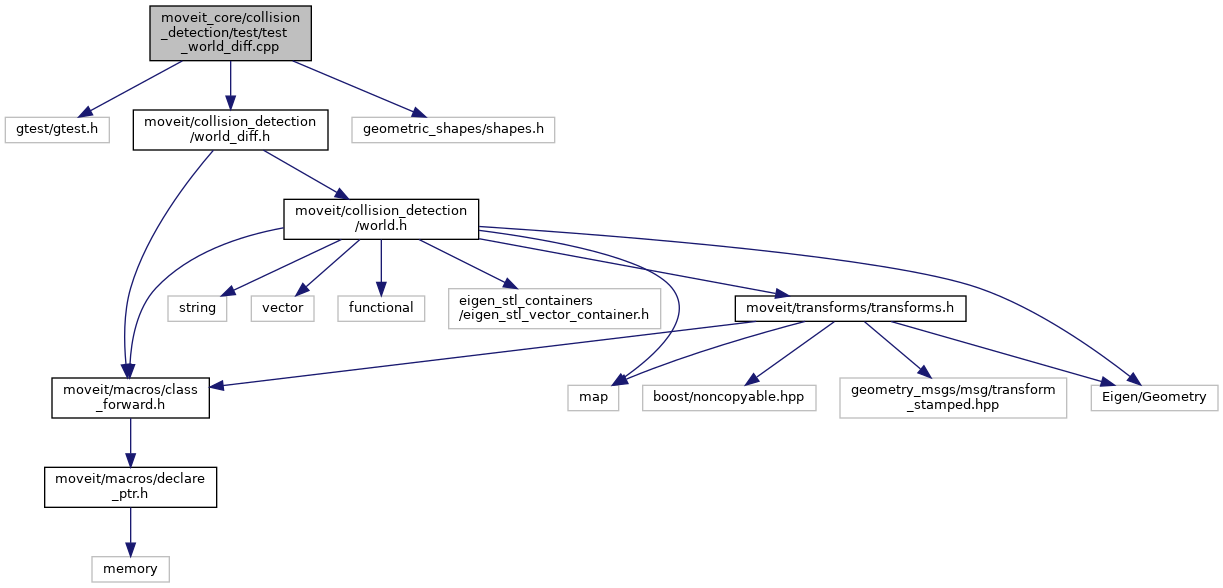 moveit_core/collision
_detection/test/test
_world_diff.cpp
gtest/gtest.h
moveit/collision_detection
/world_diff.h
geometric_shapes/shapes.h
moveit/collision_detection
/world.h
string
vector
functional
eigen_stl_containers
/eigen_stl_vector_container.h
moveit/transforms/transforms.h
moveit/macros/class
_forward.h
map
boost/noncopyable.hpp
geometry_msgs/msg/transform
_stamped.hpp
Eigen/Geometry
moveit/macros/declare
_ptr.h
memory